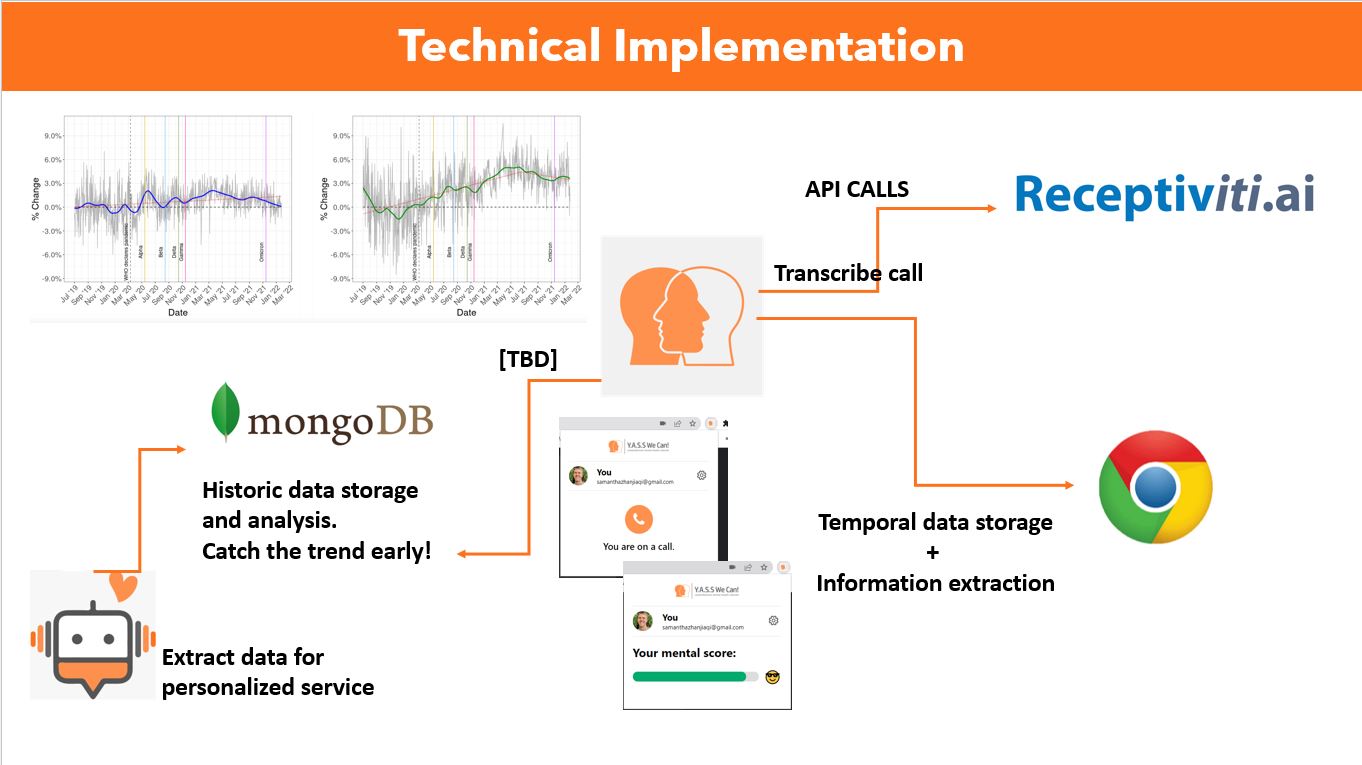 Technical Implementation
9.0%
6.0%
3.0%
0.0%
-3.0%
-6.0%
-9.0%
% Change
WHO declares pandemic
Alpha
Beta
Delta
Gamma
Omicron
Jul '19
Sep '19
Nov '19
Jan '20
Mar '20
May '20
Jul '20
Sep '20
Nov '20
Jan '21
Mar '21
May '21
Jul '21
Sep '21
Nov '21
Jan '22
Mar '22
Date
9.0%
6.0%
3.0%
0.0%
-3.0%
-6.0%
-9.0%
% Change
WHO declares pandemic
Alpha
Beta
Delta
Gamma
Omicron
Jul '19
Sep '19
Nov '19
Jan '20
Mar '20
May '20
Jul '20
Sep '20
Nov '20
Jan '21
Mar '21
May '21
Jul '21
Sep '21
Nov '21
Jan '22
Mar '22
Date
API CALLS
Receptiviti.ai
Transcribe call
[TBD]
mongoDB
Historic data storage
and analysis.
Catch the trend early!
Y.A.S.S We Can!
You
samanthazhanjiaqi@gmail.com
You are on a call.
Temporal data storage
+
Information extraction
Y.A.S.S We Can!
You
samanthazhanjiaqi@gmail.com
Your mental score:
Extract data for
personalized service